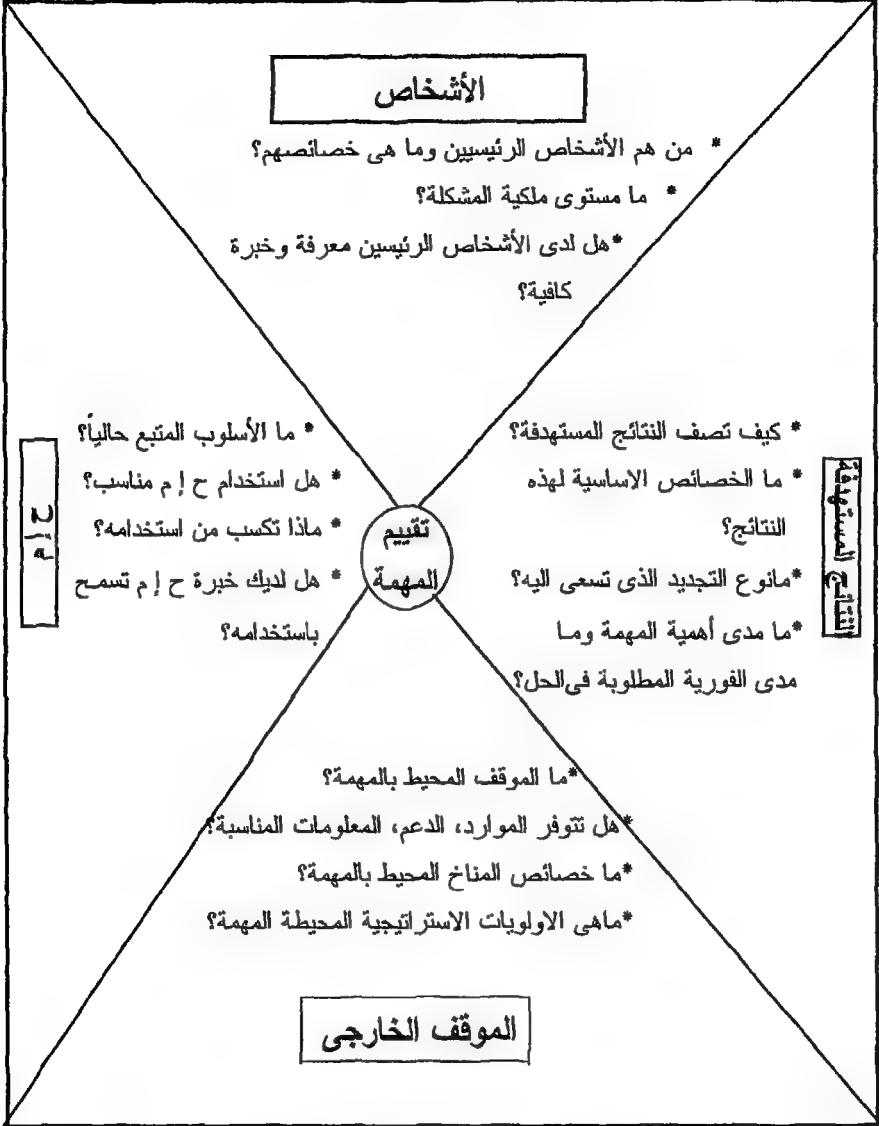 الأشخاص
* من هم الأشخاص الرئيسيين وما هى خصائصهم؟
* ما مستوى ملكية المشكلة؟
*هل لدى الأشخاص الرئيسين معرفة وخبرة
كافية؟
النتائج المستهدفة
* كيف تصف النتائج المستهدفة؟
* ما الخصائص الاساسية لهذه
النتائج؟
*مانوع التجديد الذى تسعى اليه؟
*ما مدى أهمية المهمة وما
مدى الفورية المطلوبة فى الحل؟
تقييم
المهمة
* ما الأسلوب المتبع حالياً؟
* هل استخدام ح إ م مناسب؟
* ماذا تكسب من استخدامه؟
* هل لديك خبرة ح إ م تسمح
باستخدامه؟
ح إ م
*ما الموقف المحيط بالمهمة؟
*هل تتوفر الموارد، الدعم، المعلومات المناسبة؟
*ما خصائص المناخ المحيط بالمهمة؟
*ماهى الاولويات الاستراتيجية المحيطة المهمة؟
الموقف الخارجى